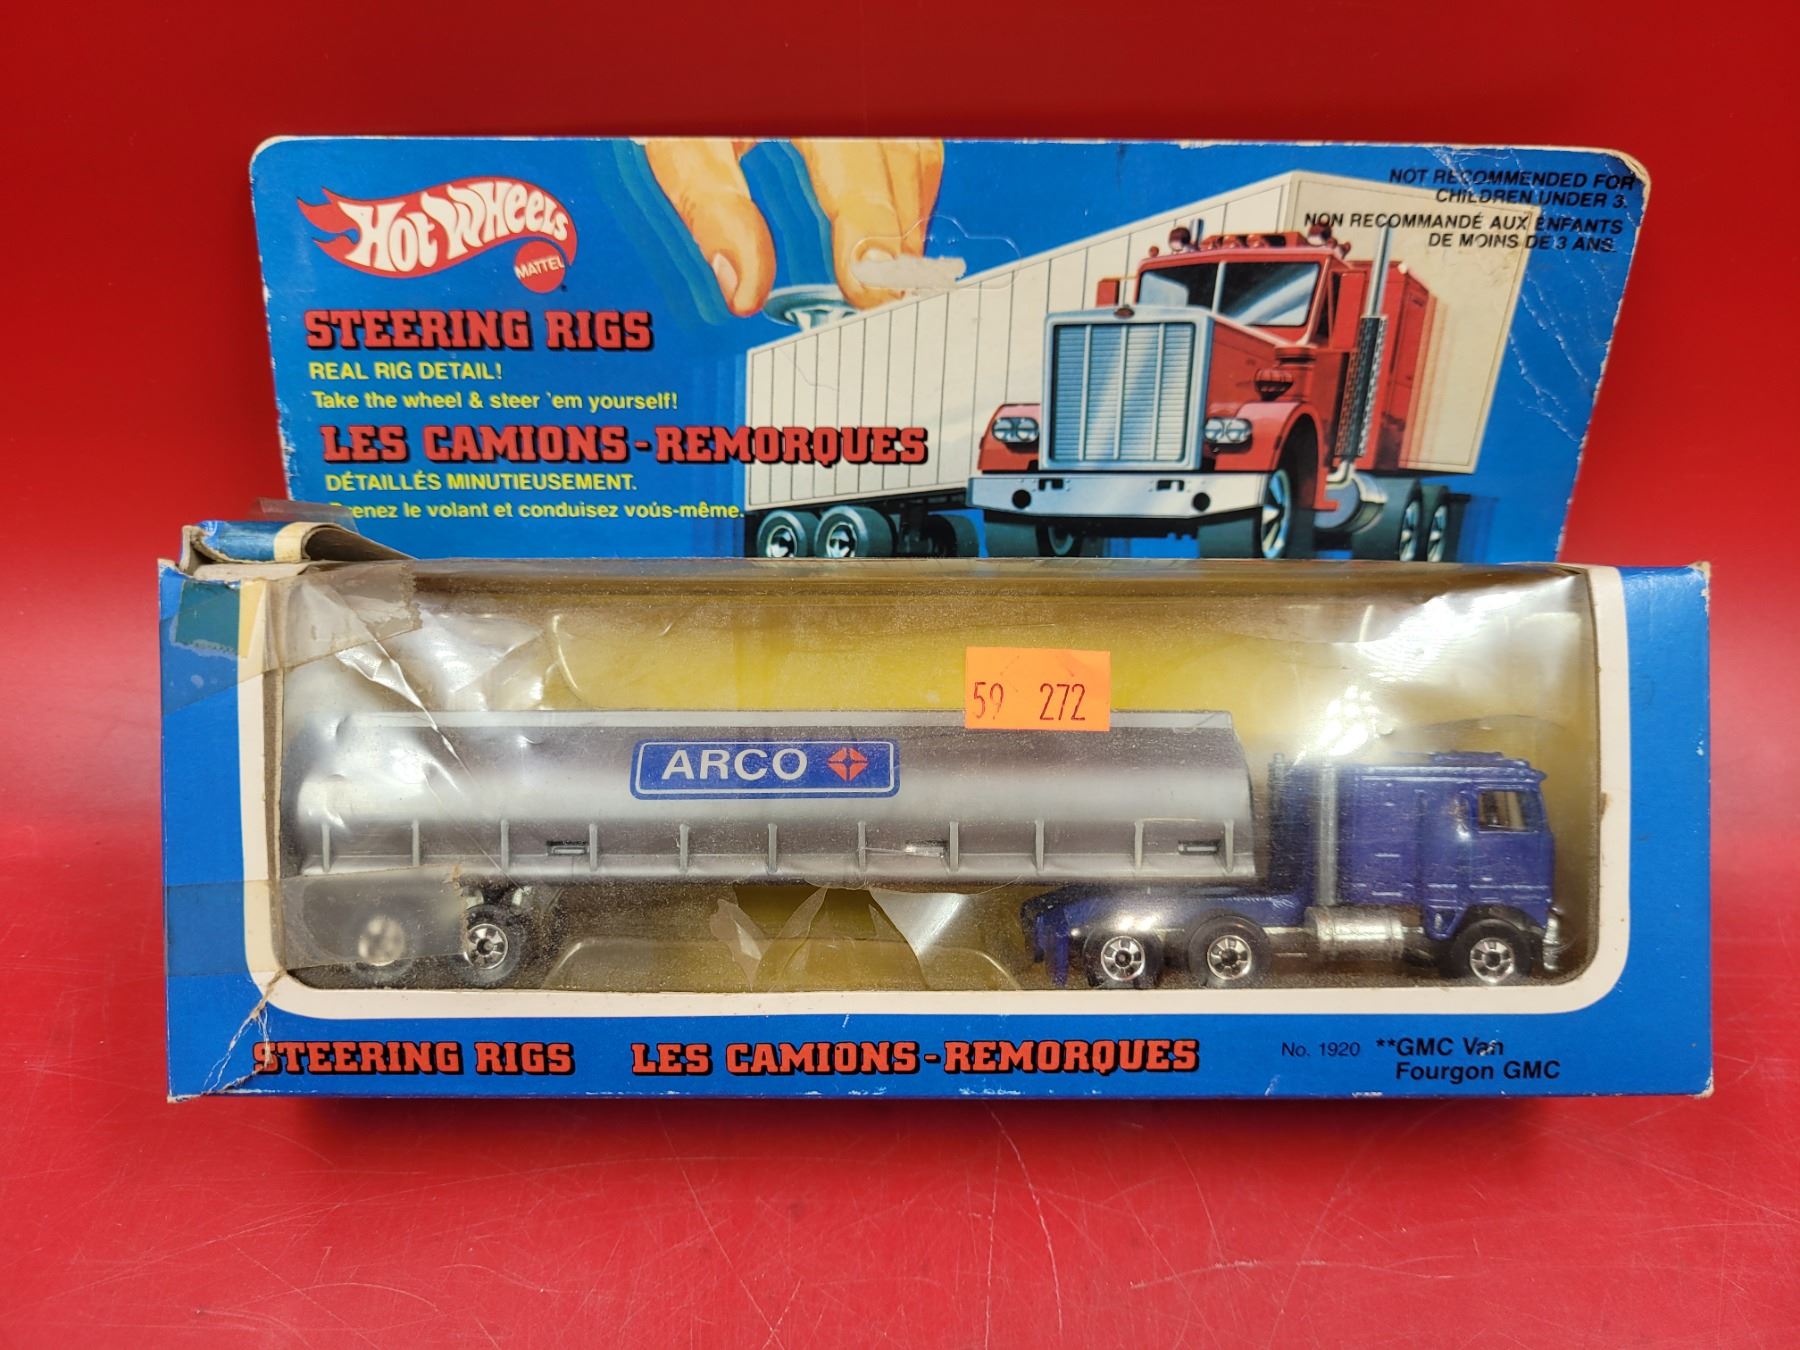 HOT WHEELS
MATTEL
NOT RECOMMENDED FOR
CHILDREN UNDER 3.
NON RECOMMANDÉ AUX ENFANTS
DE MOINS DE 3 ANS.
STEERING RIGS
REAL RIG DETAIL!
Take the wheel & steer 'em yourself!
LES CAMIONS-REMORQUES
DÉTAILLÉS MINUTIEUSEMENT.
Prenez le volant et conduisez vous-même.
59 272
ARCO
STEERING RIGS LES CAMIONS-REMORQUES No. 1920 **GMC Van
Fourgon GMC